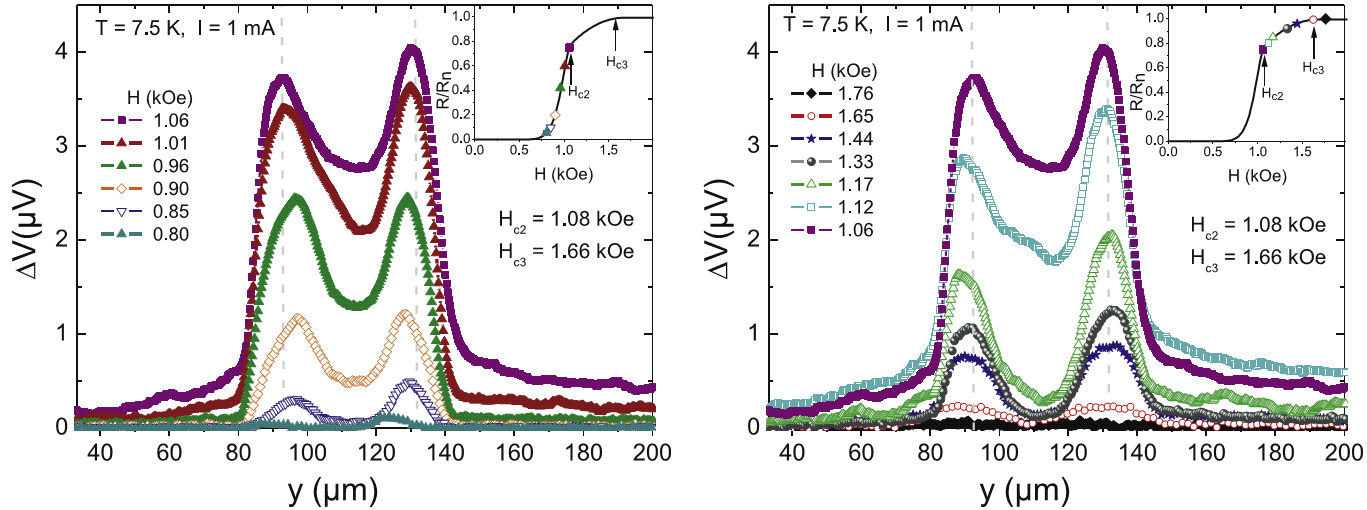 T = 7.5 K, I = 1 mA
H (kOe)
1.06
1.01
0.96
0.90
0.85
0.80
Hc2 = 1.08 kOe
Hc3 = 1.66 kOe
ΔV(µV)
4
3
2
1
0
40 60 80 100 120 140 160 180 200
y (µm)
R/Rn
1.0
0.8
0.6
0.4
0.2
0.0
0.0 0.5 1.0 1.5
H (kOe)
Hc2
Hc3
T = 7.5 K, I = 1 mA
H (kOe)
1.76
1.65
1.44
1.33
1.17
1.12
1.06
Hc2 = 1.08 kOe
Hc3 = 1.66 kOe
ΔV(µV)
4
3
2
1
0
40 60 80 100 120 140 160 180 200
y (µm)
R/Rn
1.0
0.8
0.6
0.4
0.2
0.0
0.0 0.5 1.0 1.5
H (kOe)
Hc2
Hc3